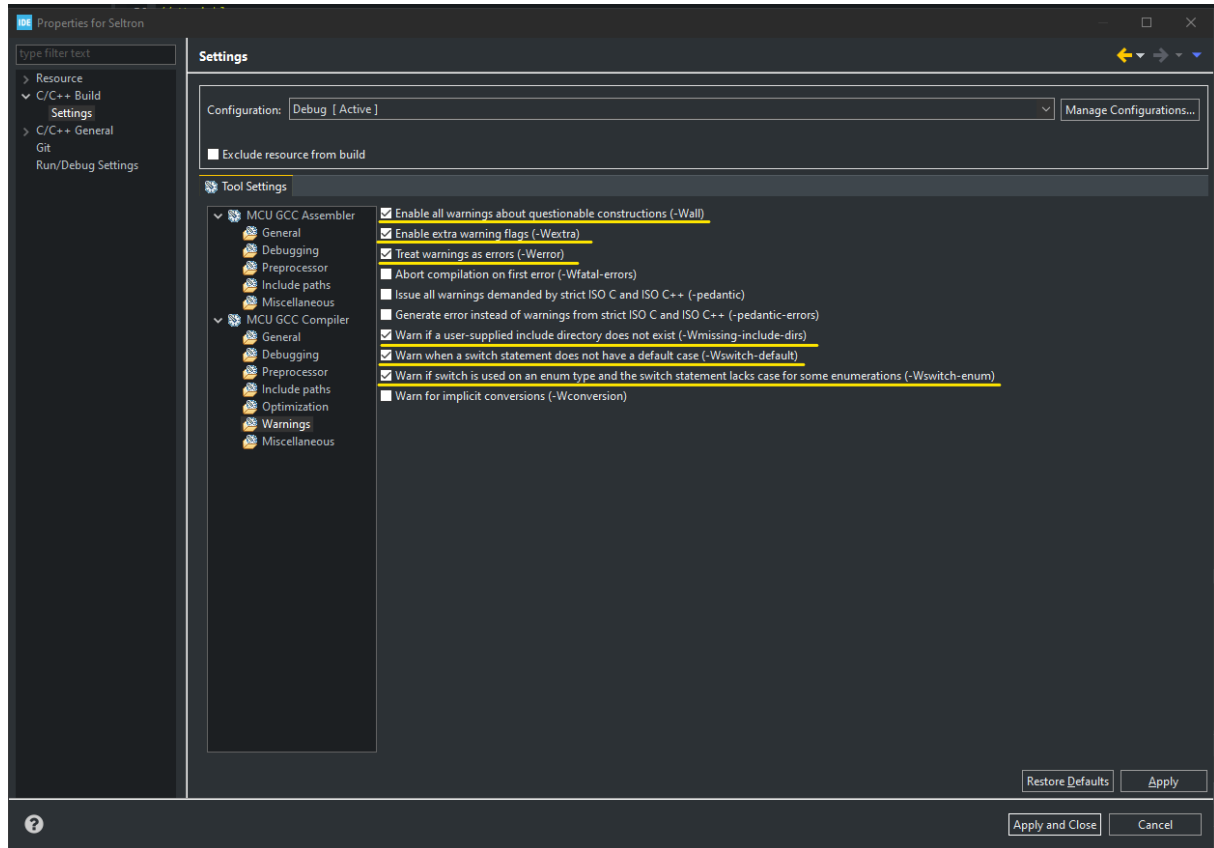 IDE Properties for Seltron
type filter text
Resource
C/C++ Build
Settings
C/C++ General
Git
Run/Debug Settings
Settings
Configuration: Debug [ Active ]
Manage Configurations...
Exclude resource from build
Tool Settings
MCU GCC Assembler
General
Debugging
Preprocessor
Include paths
Miscellaneous
MCU GCC Compiler
General
Debugging
Preprocessor
Include paths
Optimization
Warnings
Miscellaneous
Enable all warnings about questionable constructions (-Wall)
Enable extra warning flags (-Wextra)
Treat warnings as errors (-Werror)
Abort compilation on first error (-Wfatal-errors)
Issue all warnings demanded by strict ISO C and ISO C++ (-pedantic)
Generate error instead of warnings from strict ISO C and ISO C++ (-pedantic-errors)
Warn if a user-supplied include directory does not exist (-Wmissing-include-dirs)
Warn when a switch statement does not have a default case (-Wswitch-default)
Warn if switch is used on an enum type and the switch statement lacks case for some enumerations (-Wswitch-enum)
Warn for implicit conversions (-Wconversion)
Restore Defaults
Apply
?
Apply and Close
Cancel